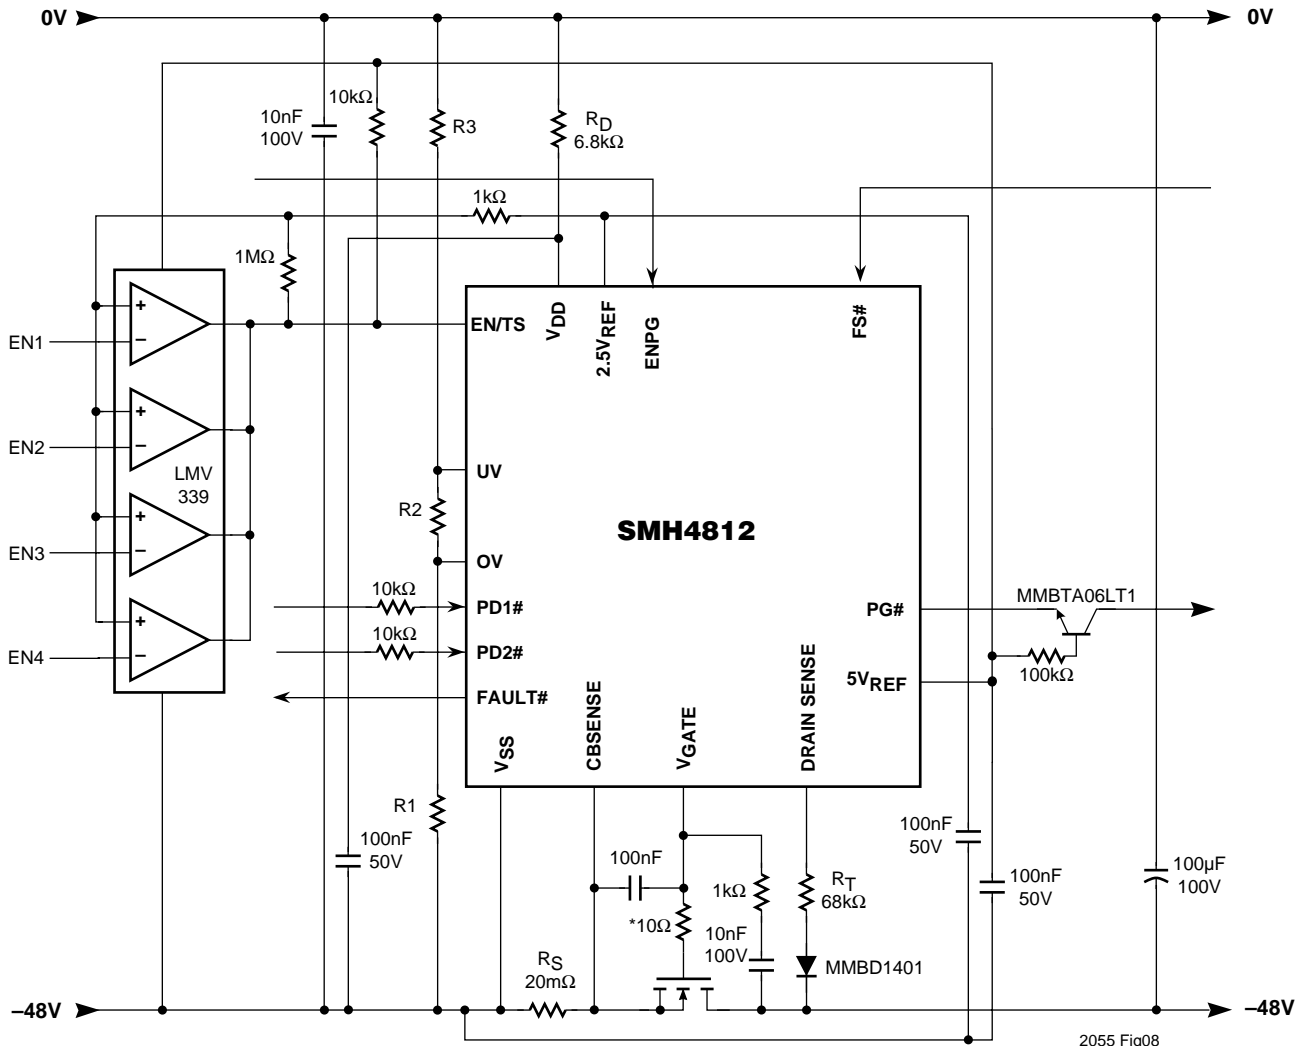 0V
0V
10kΩ
10nF
100V
R3
RD
6.8kΩ
1kΩ
1MΩ
EN/TS
VDD
2.5VREF
ENPG
FS#
+
−
EN1
+
−
EN2
LMV
339
+
−
EN3
+
−
EN4
UV
R2
OV
SMH4812
10kΩ
PD1#
10kΩ
PD2#
FAULT#
PG#
MMBTA06LT1
100kΩ
5VREF
VSS
CBSENSE
VGATE
DRAIN SENSE
R1
100nF
50V
100nF
*10Ω
1kΩ
10nF
100V
RT
68kΩ
MMBD1401
100nF
50V
100nF
50V
100µF
100V
RS
20mΩ
–48V
–48V
2055 Fig08